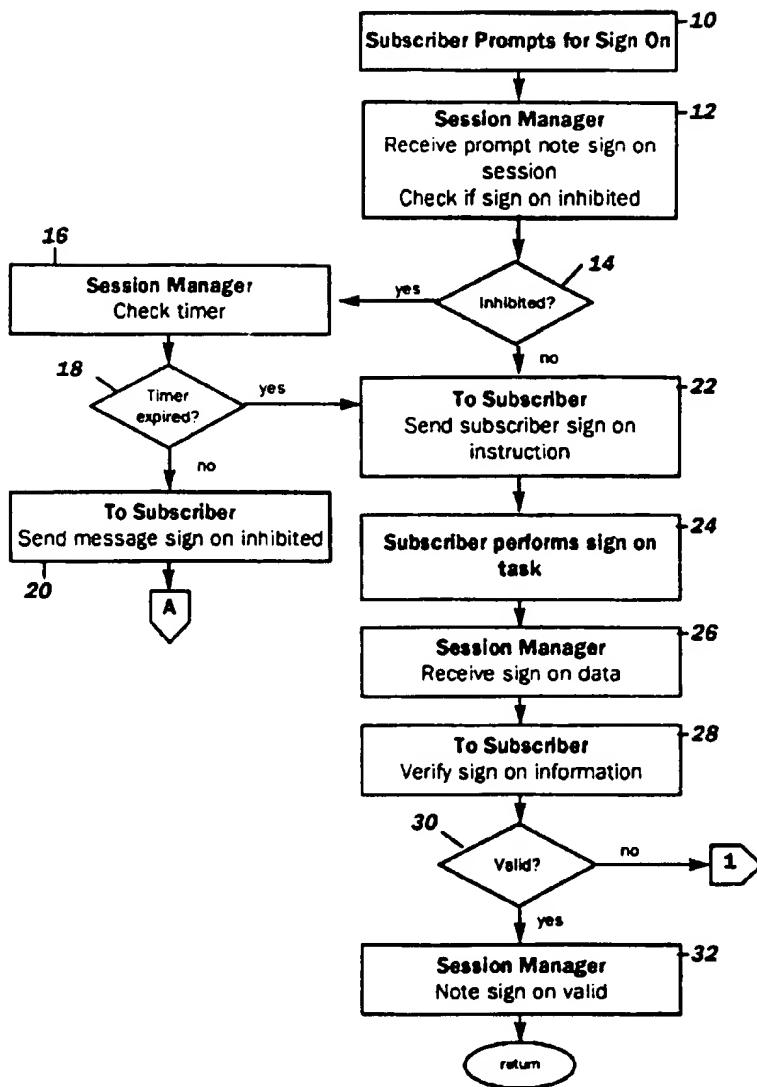 10
Subscriber Prompts for Sign On
12
Session Manager
Receive prompt note sign on
session
Check if sign on inhibited
16
14
Session Manager
Check timer
yes
Inhibited?
no
18
Timer
expired?
yes
22
To Subscriber
Send subscriber sign on
instruction
no
To Subscriber
Send message sign on inhibited
20
A
24
Subscriber performs sign on
task
26
Session Manager
Receive sign on data
28
To Subscriber
Verify sign on information
30
Valid?
no
1
yes
32
Session Manager
Note sign on valid
return